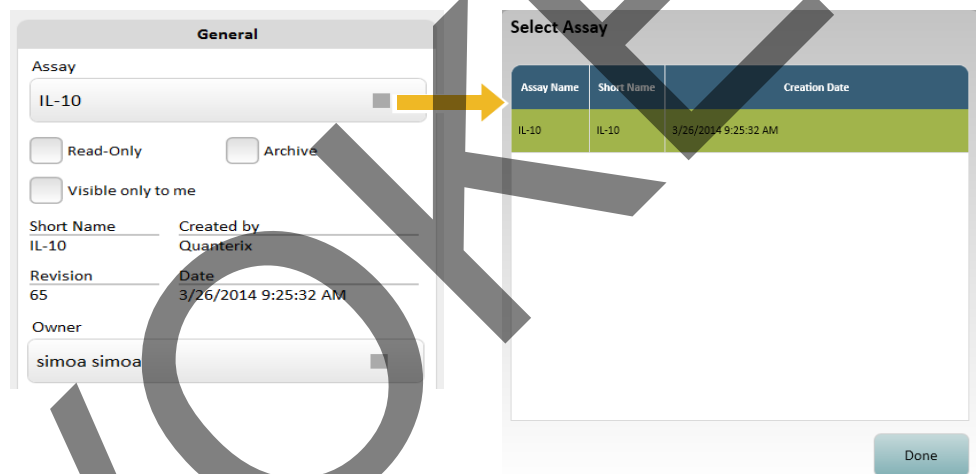 General
Assay
IL-10
Read-Only Archive
Visible only to me
Short Name Created by
IL-10 Quanterix
Revision Date
65 3/26/2014 9:25:32 AM
Owner
simoa simoa
Select Assay
Assay Name Short Name Creation Date
IL-10 IL-10 3/26/2014 9:25:32 AM
Done